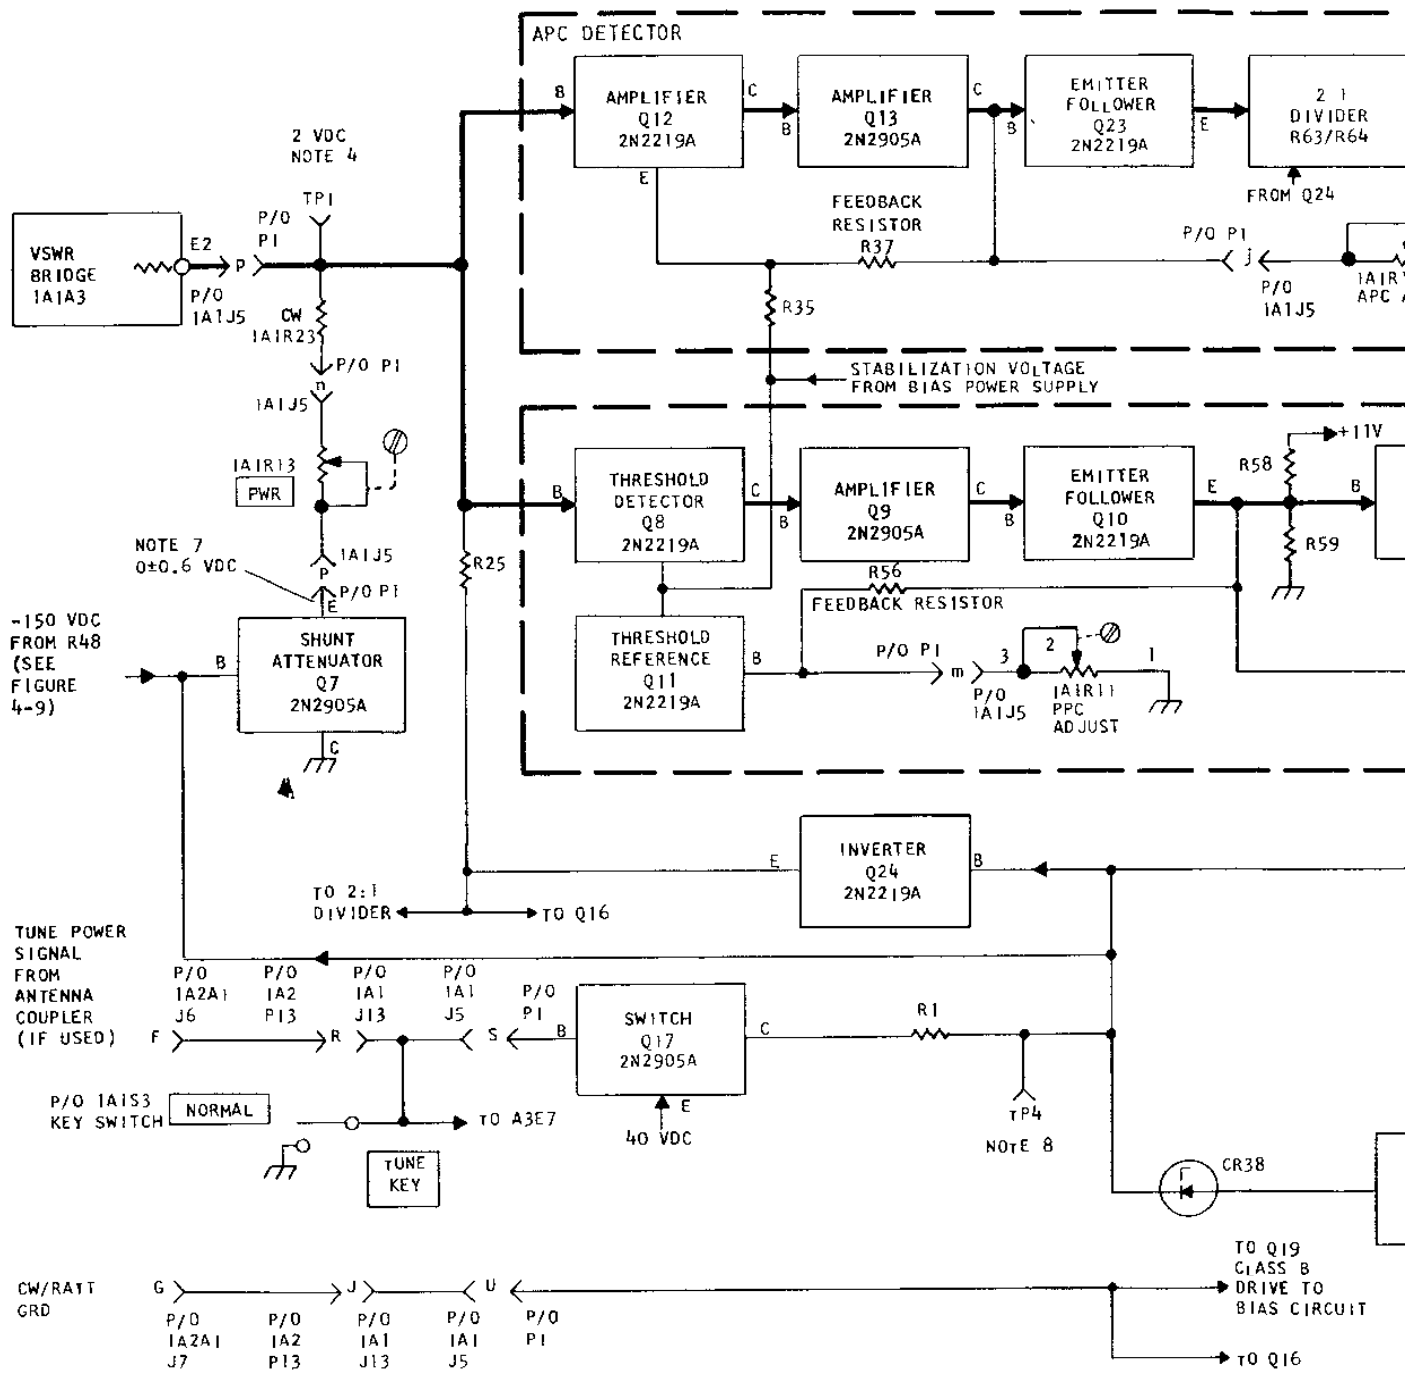 APC DETECTOR
B
AMPLIFIER
Q12
2N2219A
C
B
E
AMPLIFIER
Q13
2N2905A
C
B
EMITTER
FOLLOWER
Q23
2N2219A
E
2 1
DIVIDER
R63/R64
FROM Q24
2 VDC
NOTE 4
TP1
P/O
P1
VSWR
BRIDGE
1A1A3
E2
P
P/O
1A1J5
CW
1A1R23
P/O P1
n
1A1J5
FEEDBACK
RESISTOR
R37
R35
P/O P1
j
P/O
1A1J5
1A1R1
APC A
STABILIZATION VOLTAGE
FROM BIAS POWER SUPPLY
1A1R13
PWR
1A1J5
P
P/O P1
E
NOTE 7
0±0.6 VDC
B
THRESHOLD
DETECTOR
Q8
2N2219A
C
B
AMPLIFIER
Q9
2N2905A
C
B
EMITTER
FOLLOWER
Q10
2N2219A
E
R58
+11V
B
R59
R25
R56
FEEDBACK RESISTOR
-150 VDC
FROM R48
(SEE
FIGURE
4-9)
B
SHUNT
ATTENUATOR
Q7
2N2905A
C
THRESHOLD
REFERENCE
Q11
2N2219A
B
P/O P1
m
P/O
1A1J5
3
2
1
1A1R11
PPC
ADJUST
E
INVERTER
Q24
2N2219A
B
TO 2:1
DIVIDER
TO Q16
TUNE POWER
SIGNAL
FROM
ANTENNA
COUPLER
(IF USED)
P/O
1A2A1
J6
P/O
1A2
P13
P/O
1A1
J13
P/O
1A1
J5
P/O
P1
F
R
S
B
SWITCH
Q17
2N2905A
C
E
40 VDC
R1
TP4
NOTE 8
P/O 1A1S3
KEY SWITCH
NORMAL
TO A3E7
TUNE
KEY
CR38
CW/RATT
GRD
G
J
U
P/O
1A2A1
J7
P/O
1A2
P13
P/O
1A1
J13
P/O
1A1
J5
P/O
P1
TO Q19
CLASS B
DRIVE TO
BIAS CIRCUIT
TO Q16